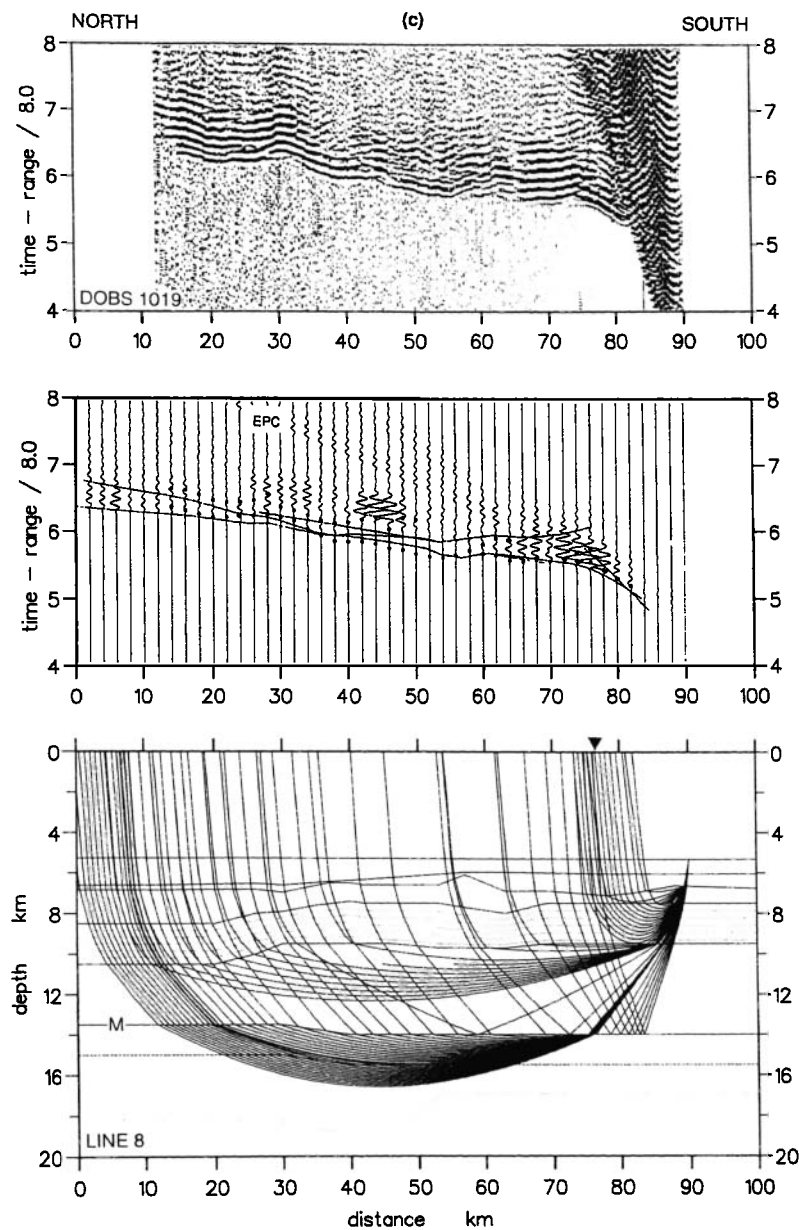 NORTH (c) SOUTH
8 8
7 7
6 6
5 5
4 4
time – range / 8.0
DOBS 1019
0 10 20 30 40 50 60 70 80 90 100
8 8
EPC
7 7
6 6
5 5
4 4
time – range / 8.0
0 10 20 30 40 50 60 70 80 90 100
0 0
4 4
8 8
12 12
M
16 16
20 20
depth km
LINE 8
0 10 20 30 40 50 60 70 80 90 100
distance km